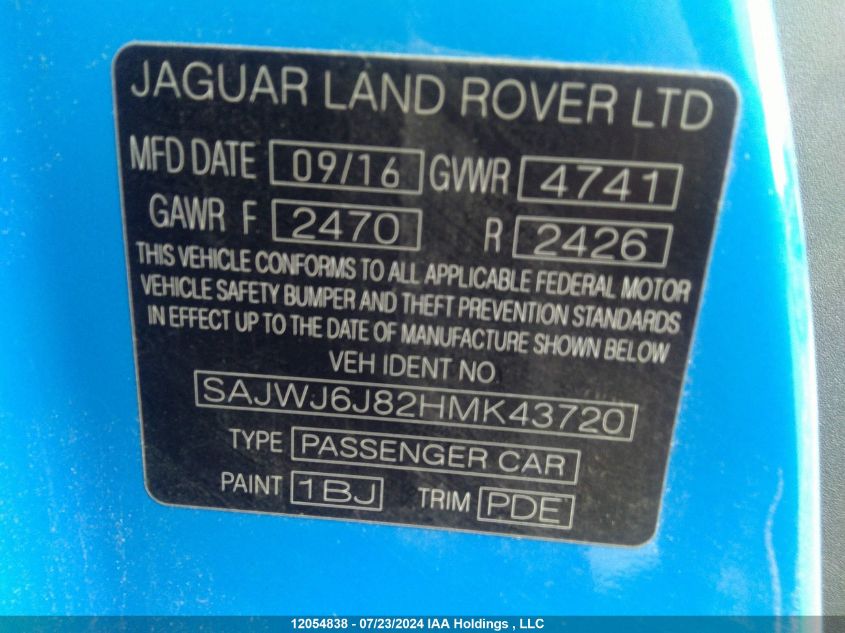 JAGUAR LAND ROVER LTD
MFD DATE 09/16 GVWR 4741
GAWR F 2470 R 2426
THIS VEHICLE CONFORMS TO ALL APPLICABLE FEDERAL MOTOR
VEHICLE SAFETY BUMPER AND THEFT PREVENTION STANDARDS
IN EFFECT UP TO THE DATE OF MANUFACTURE SHOWN BELOW
VEH IDENT NO
SAJWJ6J82HMK43720
TYPE PASSENGER CAR
PAINT 1BJ TRIM PDE
12054838 - 07/23/2024 IAA Holdings , LLC